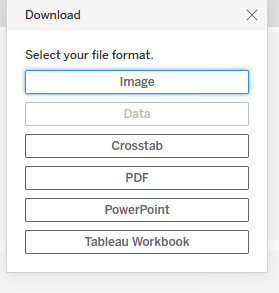 Download
Select your file format.
Image
Data
Crosstab
PDF
PowerPoint
Tableau Workbook